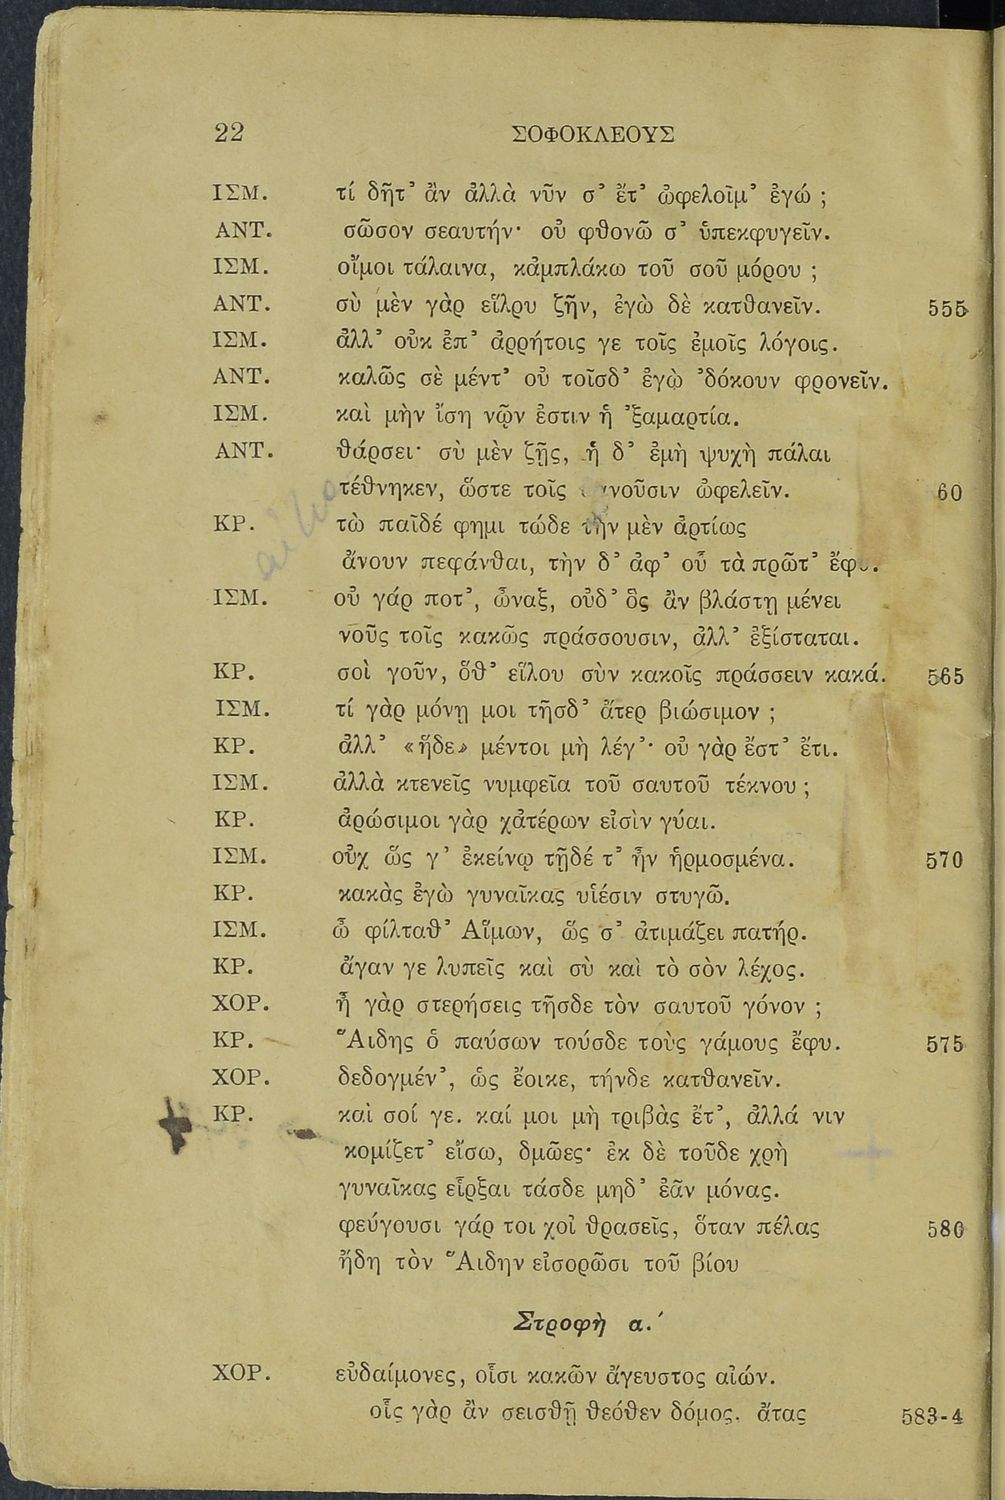 22 ΣΟΦΟΚΛΕΟΥΣ
ΙΣΜ. τί δῆτ᾽ ἂν ἀλλὰ νῦν σ᾽ ἔτ᾽ ὠφελοῖμ᾽ ἐγώ ;
ΑΝΤ. σῶσον σεαυτήν· οὐ φθονῶ σ᾽ ὑπεκφυγεῖν.
ΙΣΜ. οἴμοι τάλαινα, κἀμπλάκω τοῦ σοῦ μόρου ;
ΑΝΤ. σὺ μὲν γὰρ εἵλρυ ζῆν, ἐγὼ δὲ κατθανεῖν. 555
ΙΣΜ. ἀλλ᾽ οὐκ ἐπ᾽ ἀρρήτοις γε τοῖς ἐμοῖς λόγοις.
ΑΝΤ. καλῶς σὲ μέντ᾽ οὐ τοῖσδ᾽ ἐγὼ ᾽δόκουν φρονεῖν.
ΙΣΜ. καὶ μὴν ἴση νῷν ἐστιν ἡ ᾽ξαμαρτία.
ΑΝΤ. θάρσει· σὺ μὲν ζῇς, ἡ δ᾽ ἐμὴ ψυχὴ πάλαι
τέθνηκεν, ὥστε τοῖς νοῦσιν ὠφελεῖν. 60
ΚΡ. τὼ παῖδέ φημι τώδε τὴν μὲν ἀρτίως
ἄνουν πεφάνθαι, τὴν δ᾽ ἀφ᾽ οὗ τὰ πρῶτ᾽ ἔφυ.
ΙΣΜ. οὐ γάρ ποτ᾽, ὦναξ, οὐδ᾽ ὃς ἂν βλάστῃ μένει
νοῦς τοῖς κακῶς πράσσουσιν, ἀλλ᾽ ἐξίσταται.
ΚΡ. σοὶ γοῦν, ὅθ᾽ εἵλου σὺν κακοῖς πράσσειν κακά. 565
ΙΣΜ. τί γὰρ μόνῃ μοι τῆσδ᾽ ἄτερ βιώσιμον ;
ΚΡ. ἀλλ᾽ «ἥδε» μέντοι μὴ λέγ᾽· οὐ γὰρ ἔστ᾽ ἔτι.
ΙΣΜ. ἀλλὰ κτενεῖς νυμφεῖα τοῦ σαυτοῦ τέκνου ;
ΚΡ. ἀρώσιμοι γὰρ χἀτέρων εἰσὶν γύαι.
ΙΣΜ. οὐχ ὥς γ᾽ ἐκείνῳ τῇδέ τ᾽ ἦν ἡρμοσμένα. 570
ΚΡ. κακὰς ἐγὼ γυναῖκας υἱέσιν στυγῶ.
ΙΣΜ. ὦ φίλταθ᾽ Αἷμων, ὥς σ᾽ ἀτιμάζει πατήρ.
ΚΡ. ἄγαν γε λυπεῖς καὶ σὺ καὶ τὸ σὸν λέχος.
ΧΟΡ. ἦ γὰρ στερήσεις τῆσδε τὸν σαυτοῦ γόνον ;
ΚΡ. Ἅιδης ὁ παύσων τούσδε τοὺς γάμους ἔφυ. 575
ΧΟΡ. δεδογμέν᾽, ὡς ἔοικε, τήνδε κατθανεῖν.
ΚΡ. καὶ σοί γε. καί μοι μὴ τριβὰς ἔτ᾽, ἀλλά νιν
κομίζετ᾽ εἴσω, δμῶες· ἐκ δὲ τοῦδε χρὴ
γυναῖκας εἶρξαι τάσδε μηδ᾽ ἐᾶν μόνας.
φεύγουσι γάρ τοι χοἱ θρασεῖς, ὅταν πέλας 580
ἤδη τὸν Ἅιδην εἰσορῶσι τοῦ βίου
Στροφὴ α.΄
ΧΟΡ. εὐδαίμονες, οἷσι κακῶν ἄγευστος αἰών.
οἷς γὰρ ἂν σεισθῇ θεόθεν δόμος. ἄτας 583-4